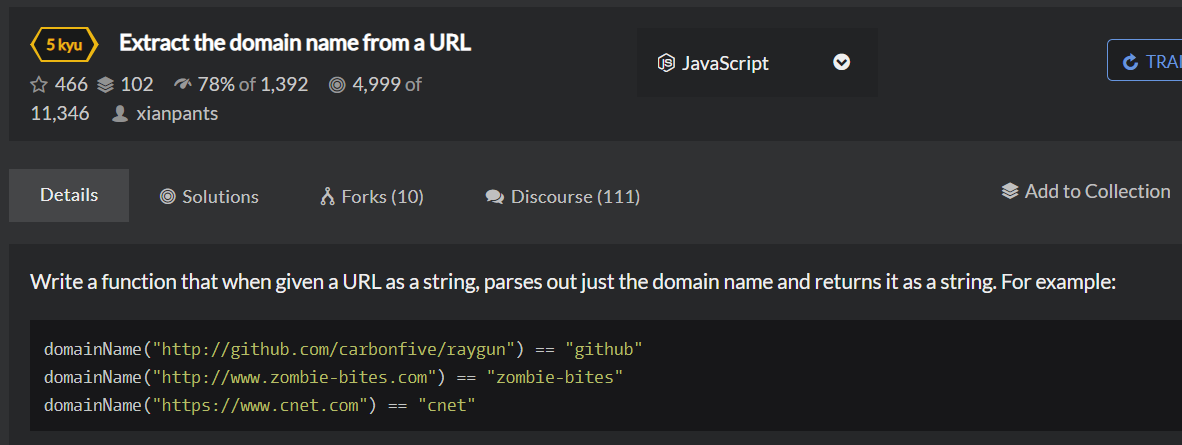 5 kyu Extract the domain name from a URL
466 102 78% of 1,392 4,999 of
11,346 xianpants
JS JavaScript
Details Solutions Forks (10) Discourse (111) Add to Collection
Write a function that when given a URL as a string, parses out just the domain name and returns it as a string. For example:
domainName("http://github.com/carbonfive/raygun") == "github"
domainName("http://www.zombie-bites.com") == "zombie-bites"
domainName("https://www.cnet.com") == "cnet"